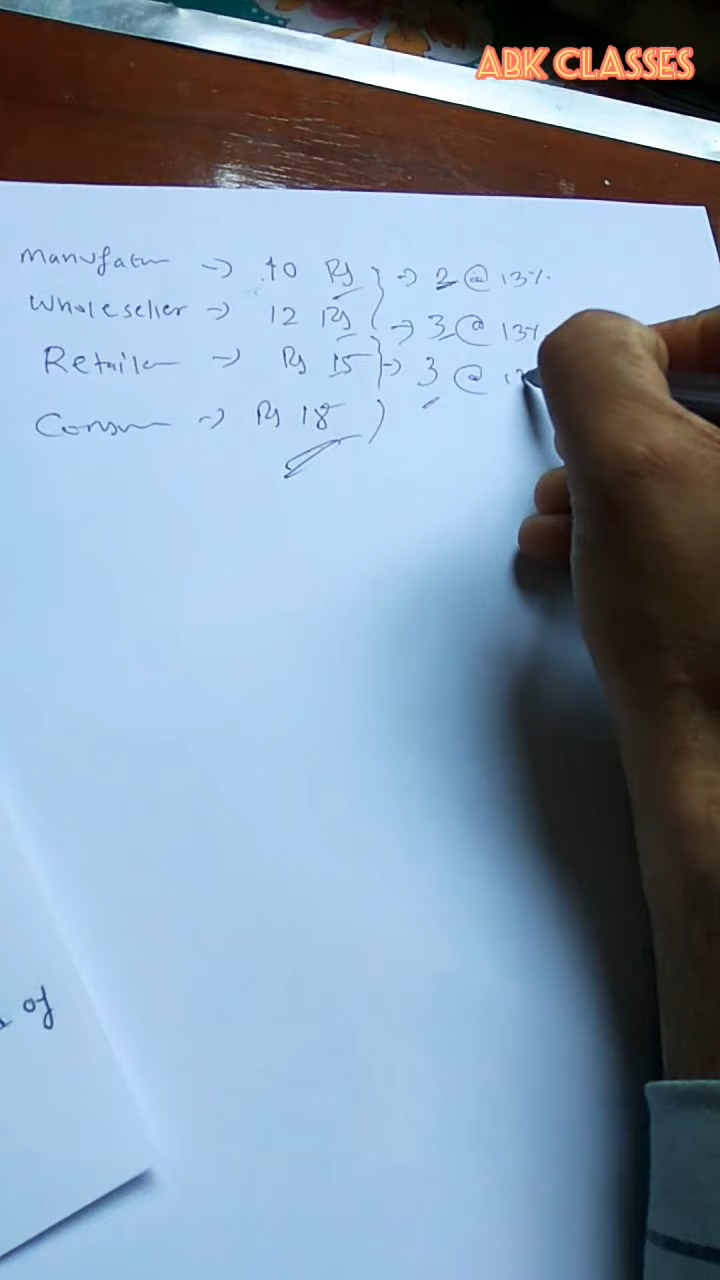 ABK CLASSES
Manufatu → 10 Rs } → 2 @ 13%
Wholeseller → 12 Rs → 3 @ 13%
Retailer → Rs 15 } → 3 @
Consum → Rs 18 )
of